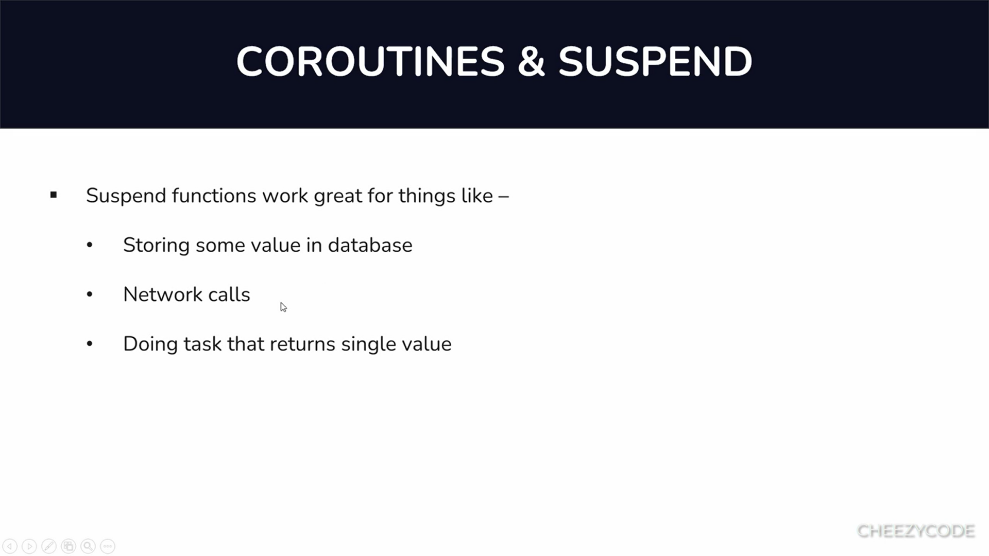 COROUTINES & SUSPEND
▪ Suspend functions work great for things like –
• Storing some value in database
• Network calls
• Doing task that returns single value
CHEEZYCODE